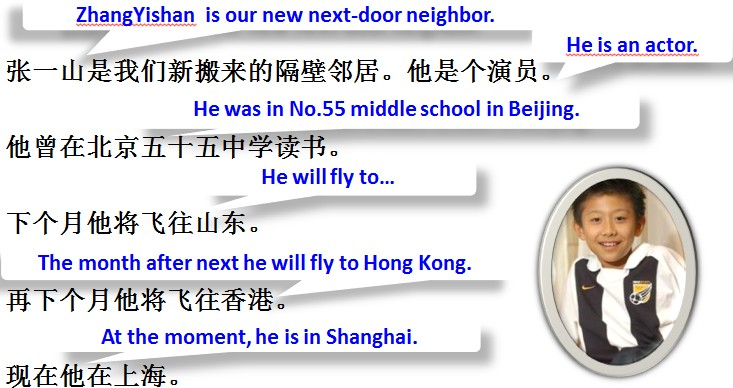 ZhangYishan is our new next-door neighbor.
He is an actor.
张一山是我们新搬来的隔壁邻居。他是个演员。
He was in No.55 middle school in Beijing.
他曾在北京五十五中学读书。
He will fly to...
下个月他将飞往山东。
The month after next he will fly to Hong Kong.
再下个月他将飞往香港。
At the moment, he is in Shanghai.
现在他在上海。